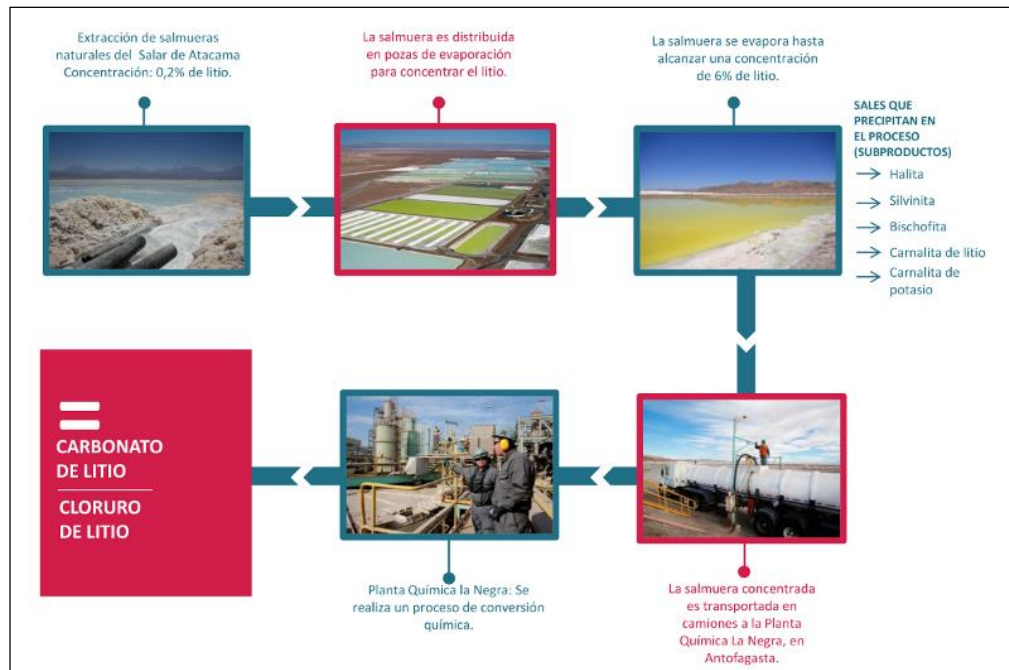 Extracción de salmueras
naturales del Salar de Atacama
Concentración: 0,2% de litio.
La salmuera es distribuida
en pozas de evaporación
para concentrar el litio.
La salmuera se evapora hasta
alcanzar una concentración
de 6% de litio.
SALES QUE
PRECIPITAN EN
EL PROCESO
(SUBPRODUCTOS)
→ Halita
→ Silvinita
→ Bischofita
→ Carnalita de litio
→ Carnalita de
potasio
La salmuera concentrada
es transportada en
camiones a la Planta
Química La Negra, en
Antofagasta.
Planta Química la Negra: Se
realiza un proceso de conversión
química.
=
CARBONATO
DE LITIO
CLORURO
DE LITIO